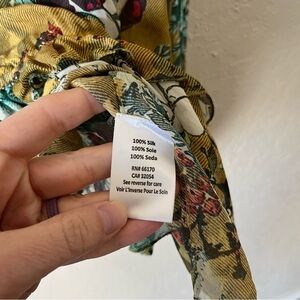 100% Silk
100% Soie
100% Seda
RN# 66170
CA# 32054
See reverse for care
Voir L'inverse Pour Le Soin